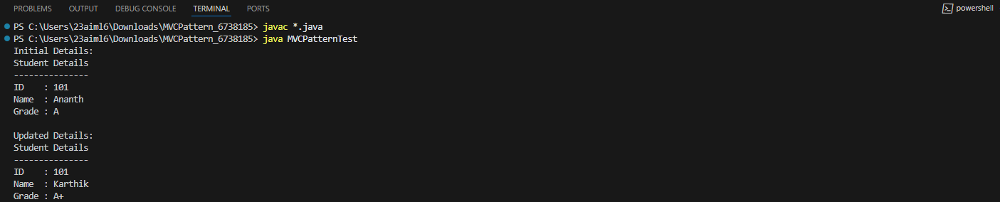 PROBLEMS OUTPUT DEBUG CONSOLE TERMINAL PORTS powershell
PS C:\Users\23aiml6\Downloads\MVCPattern_6738185> javac *.java
PS C:\Users\23aiml6\Downloads\MVCPattern_6738185> java MVCPatternTest
Initial Details:
Student Details
---------------
ID    : 101
Name  : Ananth
Grade : A

Updated Details:
Student Details
---------------
ID    : 101
Name  : Karthik
Grade : A+